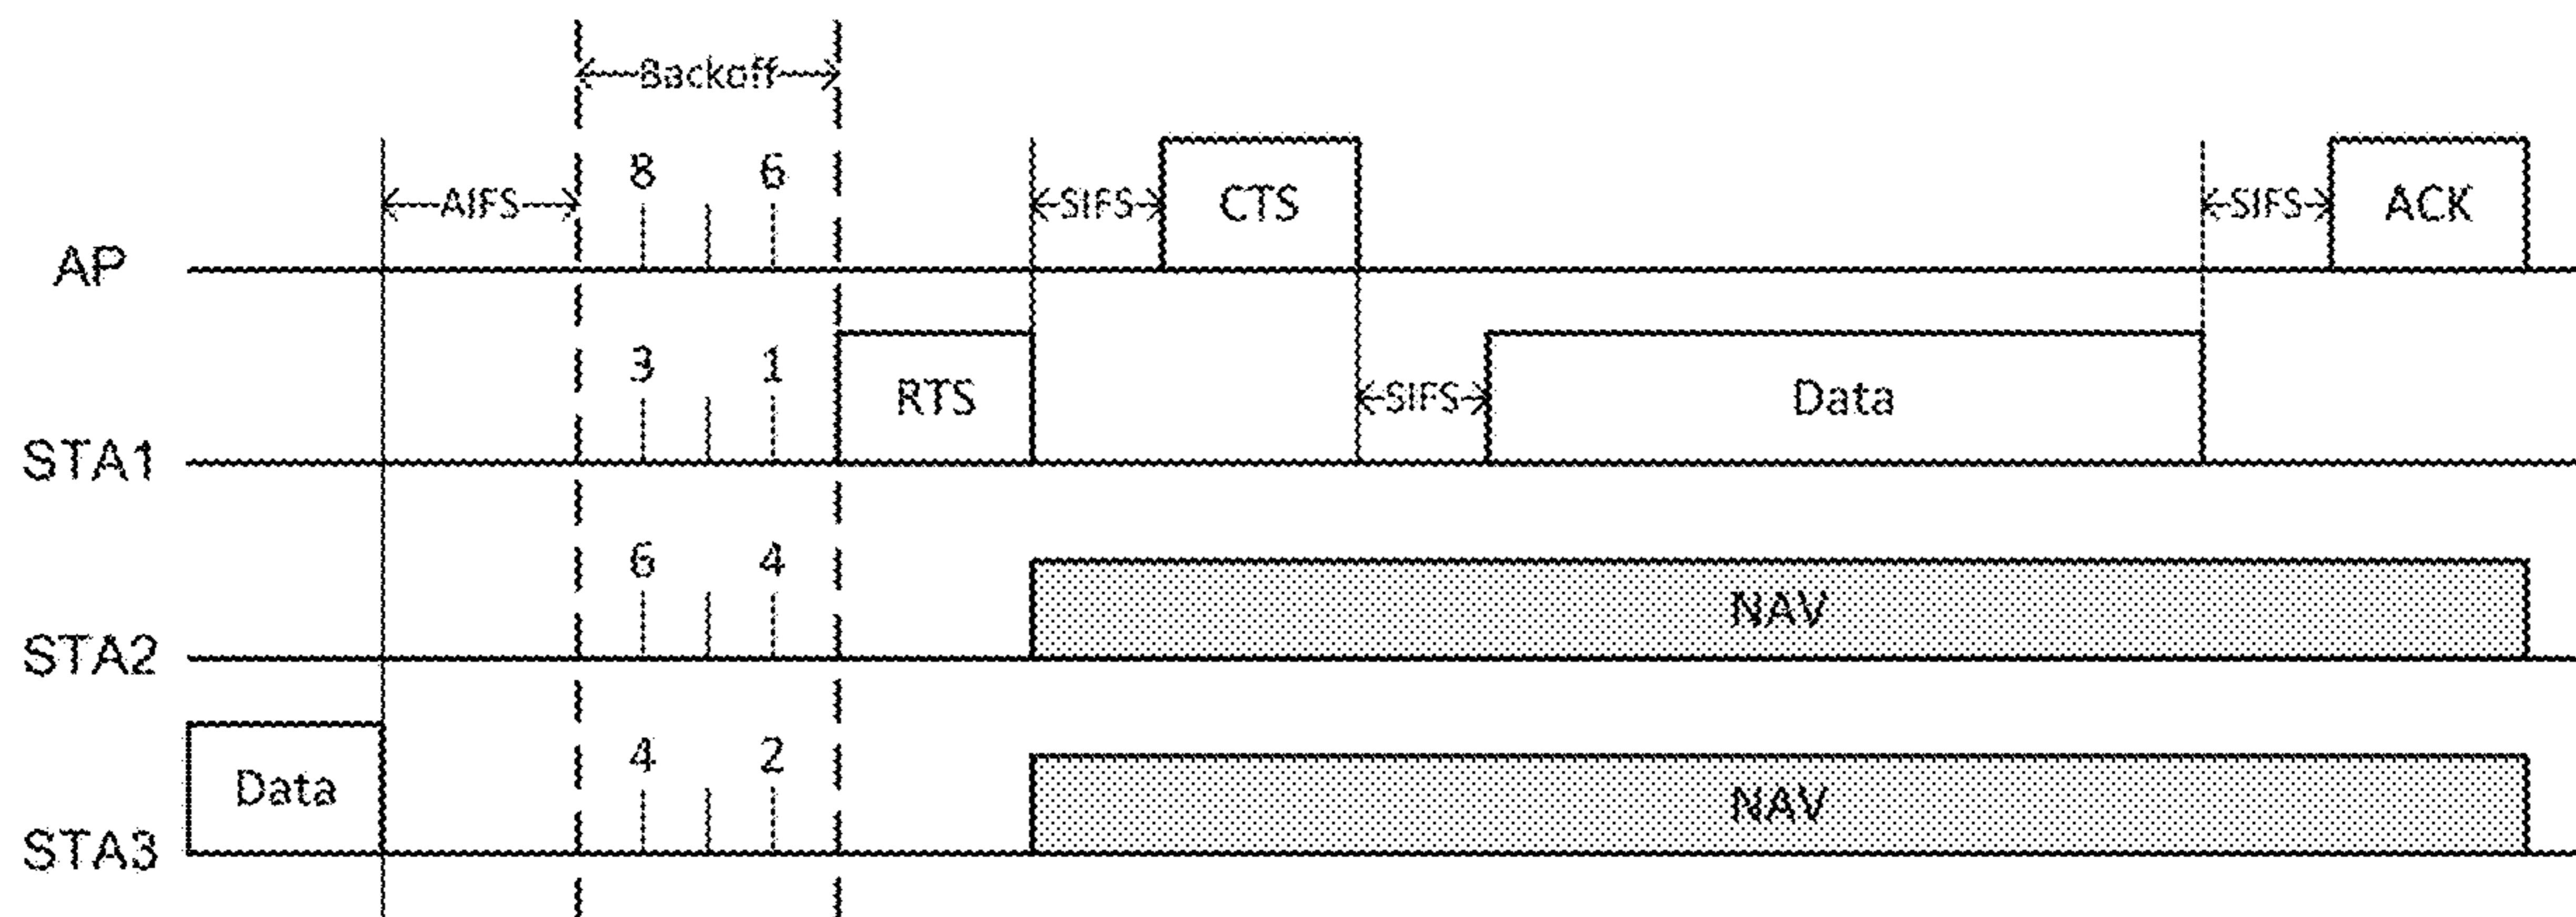 Backoff
8 6
AIFS SIFS CTS SIFS ACK
AP
3 1
RTS SIFS Data
STA1
6 4
NAV
STA2
4 2
Data NAV
STA3